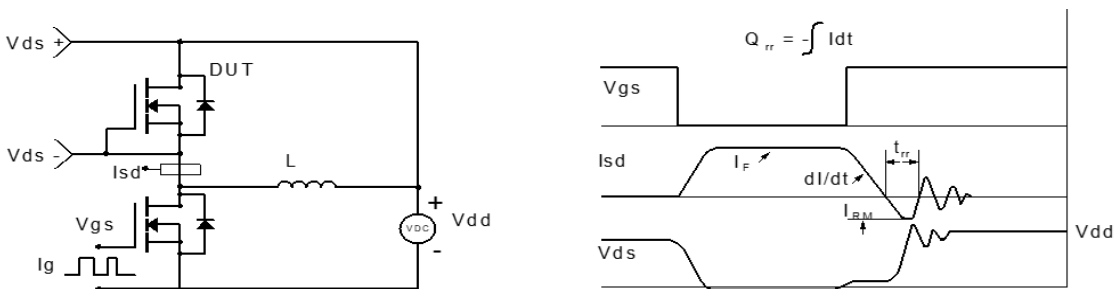 Vds +
DUT
Vds -
Isd
L
Vgs
+
VDC
-
Vdd
Ig
Q rr = - ∫ Idt
Vgs
Isd
I F
dI/dt
t rr
I RM
Vds
Vdd